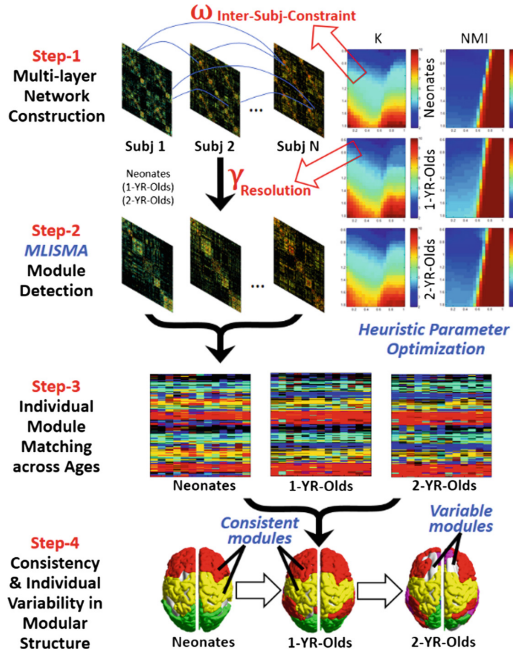 ω Inter-Subj-Constraint
K
NMI
Step-1
Multi-layer
Network
Construction
Neonates
...
Subj 1
Subj 2
Subj N
Neonates
(1-YR-Olds)
(2-YR-Olds)
γ Resolution
1-YR-Olds
Step-2
MLISMA
Module
Detection
...
2-YR-Olds
Heuristic Parameter
Optimization
Step-3
Individual
Module
Matching
across Ages
Neonates
1-YR-Olds
2-YR-Olds
Step-4
Consistency
& Individual
Variability in
Modular
Structure
Consistent
modules
Variable
modules
Neonates
1-YR-Olds
2-YR-Olds